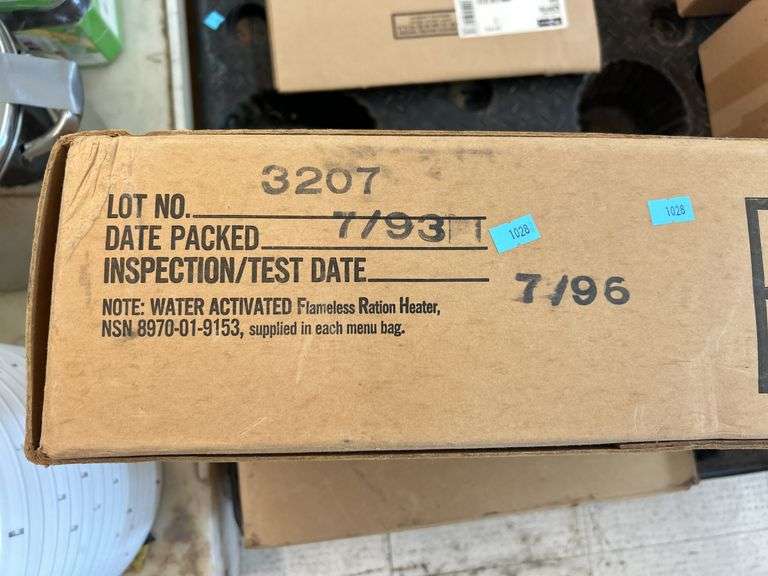 3207
LOT NO.
7/93
DATE PACKED
1028
1028
INSPECTION/TEST DATE
7/96
NOTE: WATER ACTIVATED Flameless Ration Heater,
NSN 8970-01-9153, supplied in each menu bag.